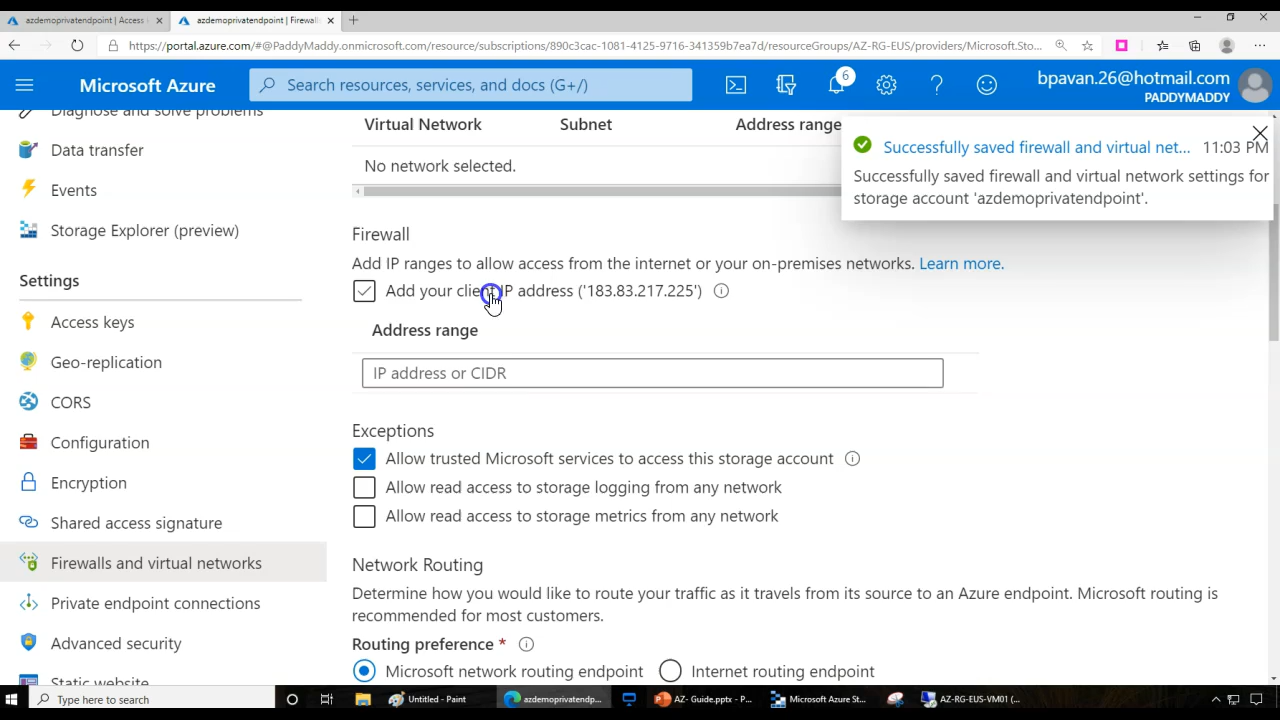 azdemoprivatendpoint | Access
azdemoprivatendpoint | Firewalls
https://portal.azure.com/#@PaddyMaddy.onmicrosoft.com/resource/subscriptions/890c3cac-1081-4125-9716-341359b7ea7d/resourceGroups/AZ-RG-EUS/providers/Microsoft.Sto...
Microsoft Azure
Search resources, services, and docs (G+/)
6
bpavan.26@hotmail.com
PADDYMADDY
Diagnose and solve problems
Data transfer
Events
Storage Explorer (preview)
Settings
Access keys
Geo-replication
CORS
Configuration
Encryption
Shared access signature
Firewalls and virtual networks
Private endpoint connections
Advanced security
Static website
Virtual Network Subnet Address range
No network selected.
Successfully saved firewall and virtual net... 11:03 PM
Successfully saved firewall and virtual network settings for
storage account 'azdemoprivatendpoint'.
Firewall
Add IP ranges to allow access from the internet or your on-premises networks. Learn more.
Add your client IP address ('183.83.217.225')
Address range
IP address or CIDR
Exceptions
Allow trusted Microsoft services to access this storage account
Allow read access to storage logging from any network
Allow read access to storage metrics from any network
Network Routing
Determine how you would like to route your traffic as it travels from its source to an Azure endpoint. Microsoft routing is
recommended for most customers.
Routing preference *
Microsoft network routing endpoint Internet routing endpoint
Type here to search
Untitled - Paint
azdemoprivatendp...
AZ- Guide.pptx - P...
Microsoft Azure St...
AZ-RG-EUS-VM01 (...